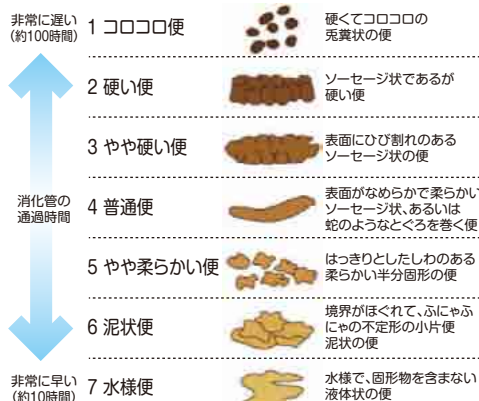 非常に遅い
(約100時間)
1 コロコロ便
硬くてコロコロの
兎糞状の便
2 硬い便
ソーセージ状であるが
硬い便
3 やや硬い便
表面にひび割れのある
ソーセージ状の便
消化管の
通過時間
4 普通便
表面がなめらかで柔らかい
ソーセージ状、あるいは
蛇のようなとぐろを巻く便
5 やや柔らかい便
はっきりとしたしわのある
柔らかい半分固形の便
6 泥状便
境界がほぐれて、ふにゃふ
にゃの不定形の小片便
泥状の便
非常に早い
(約10時間)
7 水様便
水様で、固形物を含まない
液体状の便